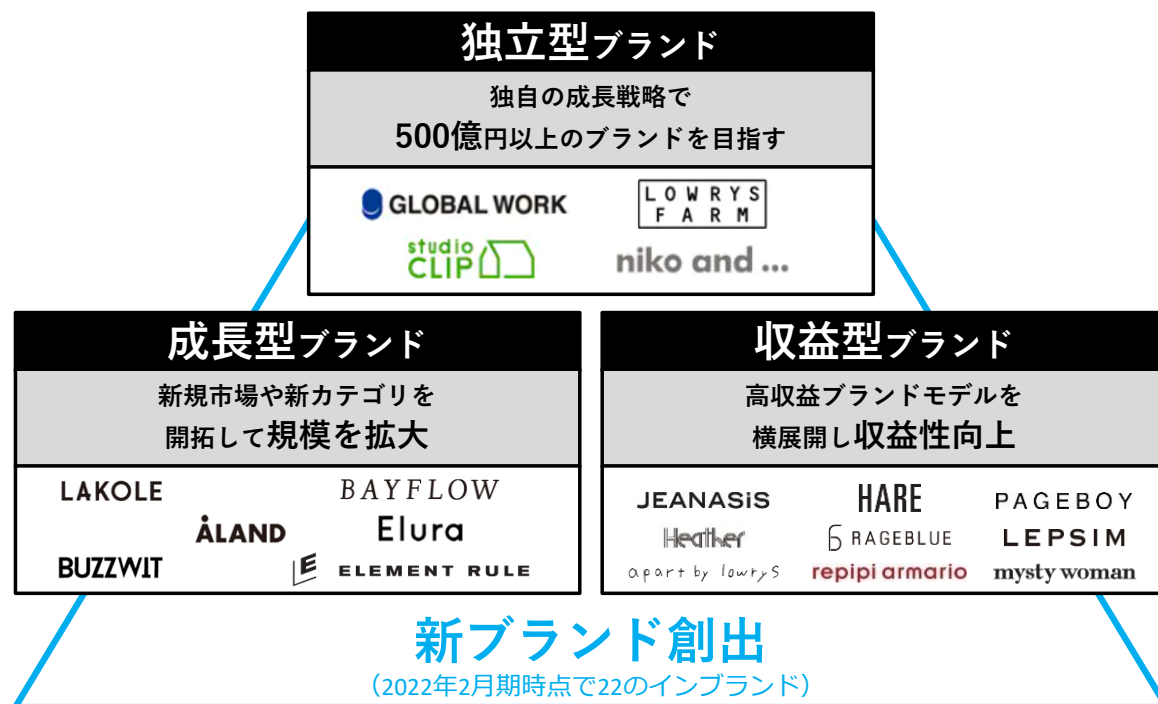 独立型ブランド
独自の成長戦略で
500億円以上のブランドを目指す
GLOBAL WORK
LOWRYS
FARM
studio
CLIP
niko and ...
成長型ブランド
新規市場や新カテゴリを
開拓して規模を拡大
LAKOLE
BAYFLOW
ÅLAND
Elura
BUZZWIT
E ELEMENT RULE
収益型ブランド
高収益ブランドモデルを
横展開し収益性向上
JEANASiS
HARE
PAGEBOY
Heather
RAGEBLUE
LEPSIM
apart by lowrys
repipi armario
mysty woman
新ブランド創出
(2022年2月期時点で22のインブランド)